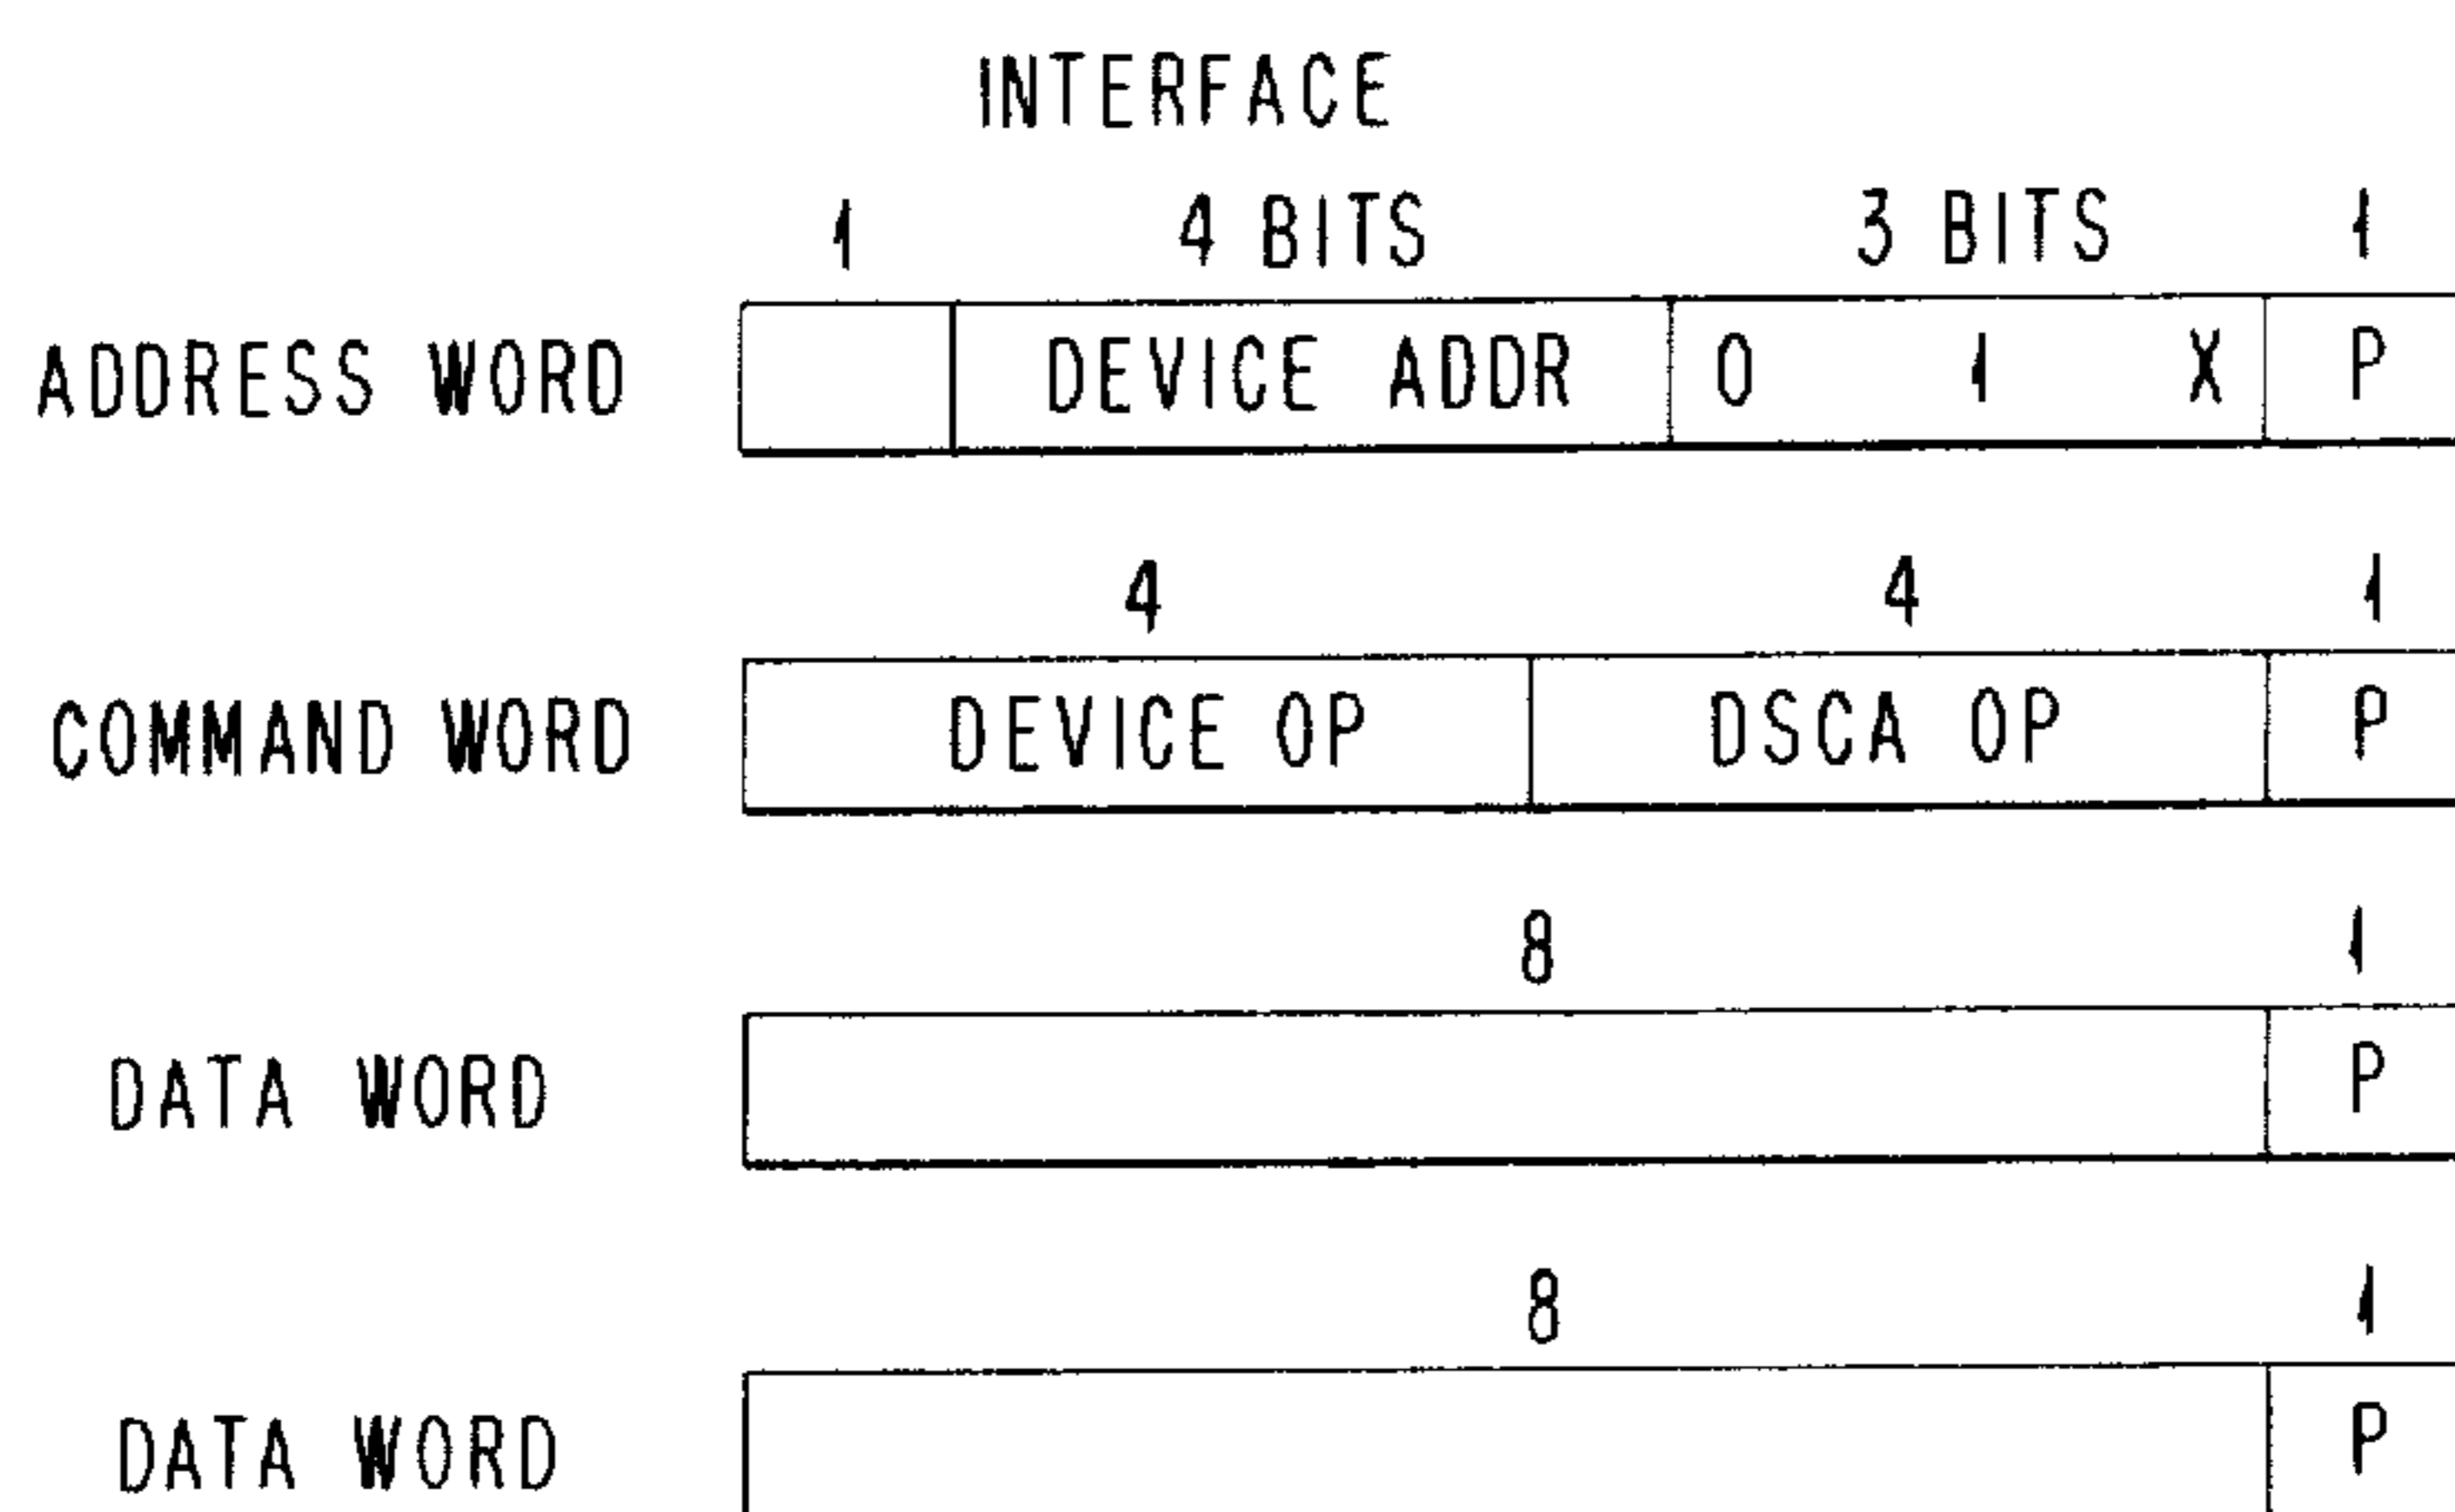 INTERFACE
1 4 BITS 3 BITS 1
ADDRESS WORD DEVICE ADDR 0 1 X P
4 4 1
COMMAND WORD DEVICE OP DSCA OP P
8 1
DATA WORD P
8 1
DATA WORD P